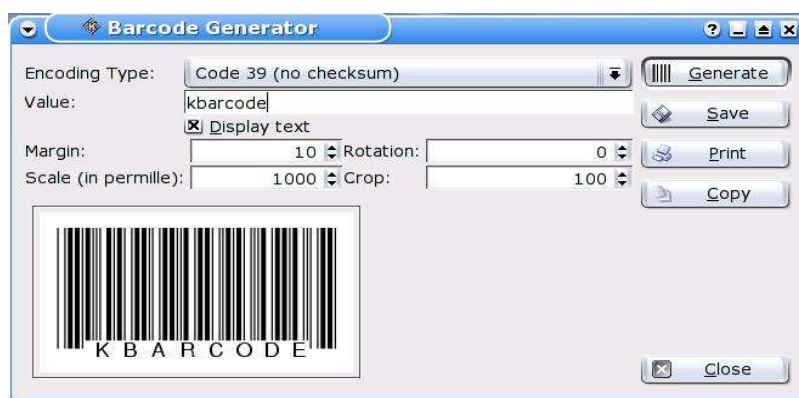 Barcode Generator
Encoding Type: Code 39 (no checksum) Generate
Value: kbarcode Save
Display text
Margin: 10 Rotation: 0 Print
Scale (in permille): 1000 Crop: 100 Copy
KBARCODE
Close